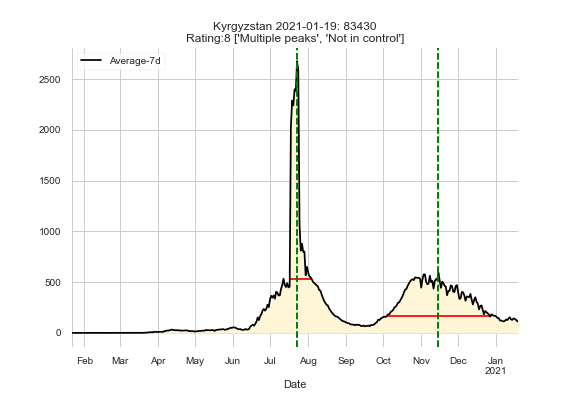 Kyrgyzstan 2021-01-19: 83430
Rating:8 ['Multiple peaks', 'Not in control']
Average-7d
2500
2000
1500
1000
500
0
Feb Mar Apr May Jun Jul Aug Sep Oct Nov Dec Jan
2021
Date